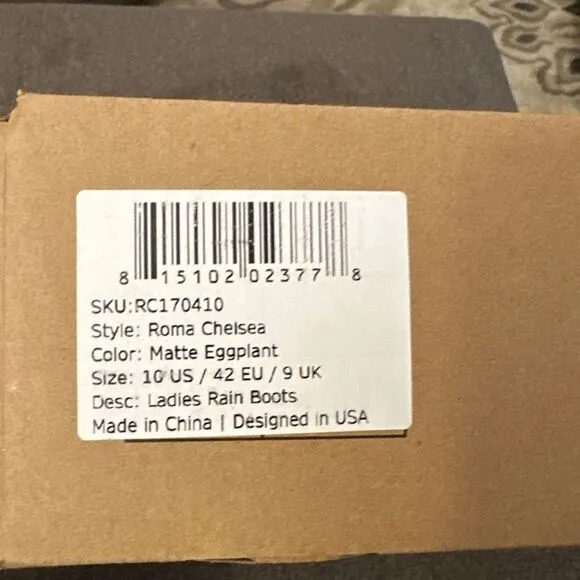 8 15102 02377 8
SKU:RC170410
Style: Roma Chelsea
Color: Matte Eggplant
Size: 10 US / 42 EU / 9 UK
Desc: Ladies Rain Boots
Made in China | Designed in USA